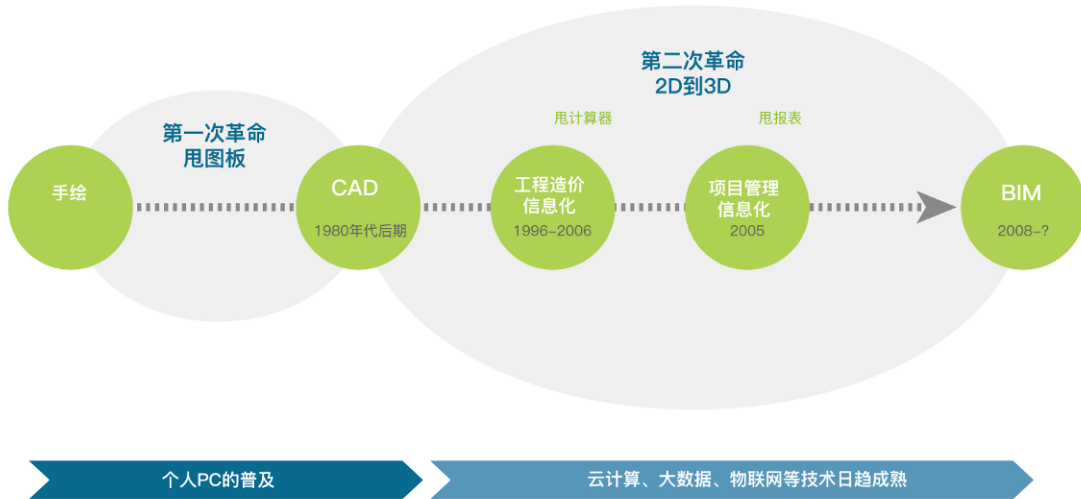 第二次革命
2D到3D
甩计算器
甩报表
第一次革命
甩图板
手绘
CAD
1980年代后期
工程造价
信息化
1996-2006
项目管理
信息化
2005
BIM
2008-?
个人PC的普及
云计算、大数据、物联网等技术日趋成熟